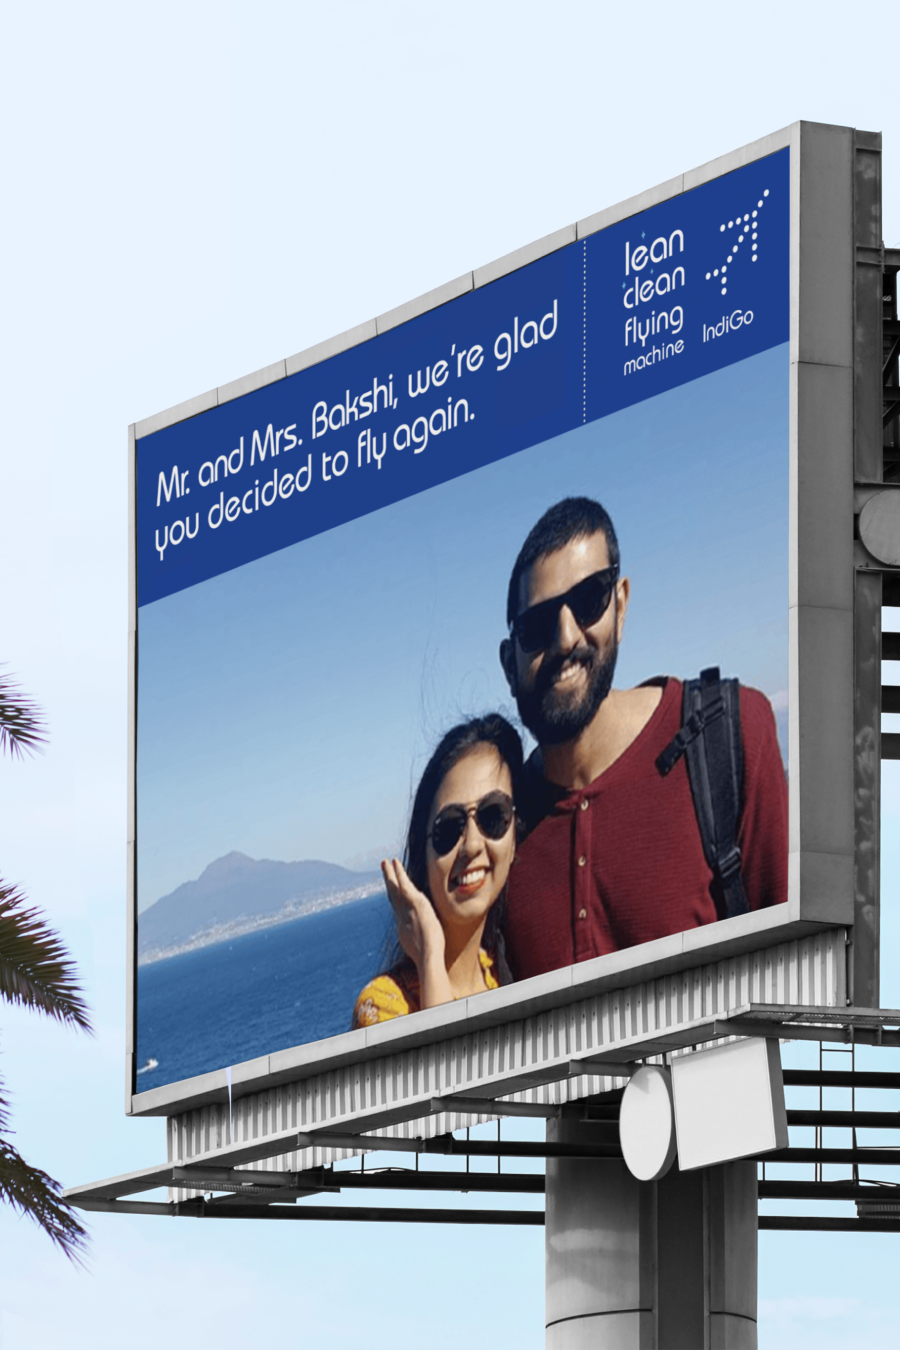 Mr. and Mrs. Bakshi, we're glad
you decided to fly again.
lean
clean
flying
machine
IndiGo